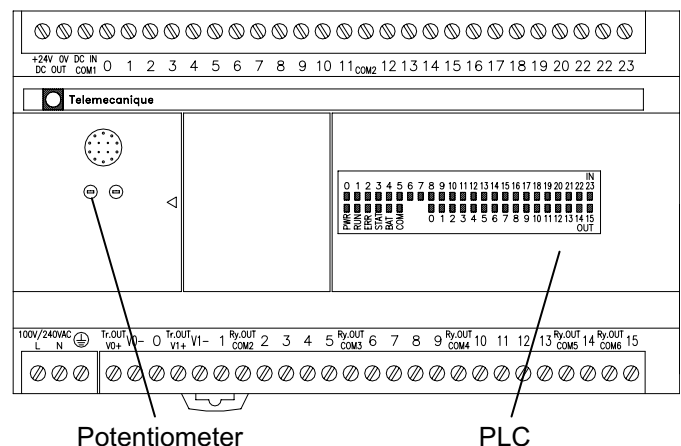 +24V 0V DC IN
DC OUT COM1 0 1 2 3 4 5 6 7 8 9 10 11 COM2 12 13 14 15 16 17 18 19 20 22 22 23
Telemecanique
IN
0 1 2 3 4 5 6 7 8 9 10 11 12 13 14 15 16 17 18 19 20 21 22 23
PWR RUN ERR STAT BAT COM 0 1 2 3 4 5 6 7 8 9 10 11 12 13 14 15
OUT
100V/240VAC Tr.OUT Tr.OUT Ry.OUT Ry.OUT Ry.OUT Ry.OUT Ry.OUT
L N V0+ V0- 0 V1+ V1- 1 COM2 2 3 4 5 COM3 6 7 8 9 COM4 10 11 12 13 COM5 14 COM6 15
Potentiometer PLC